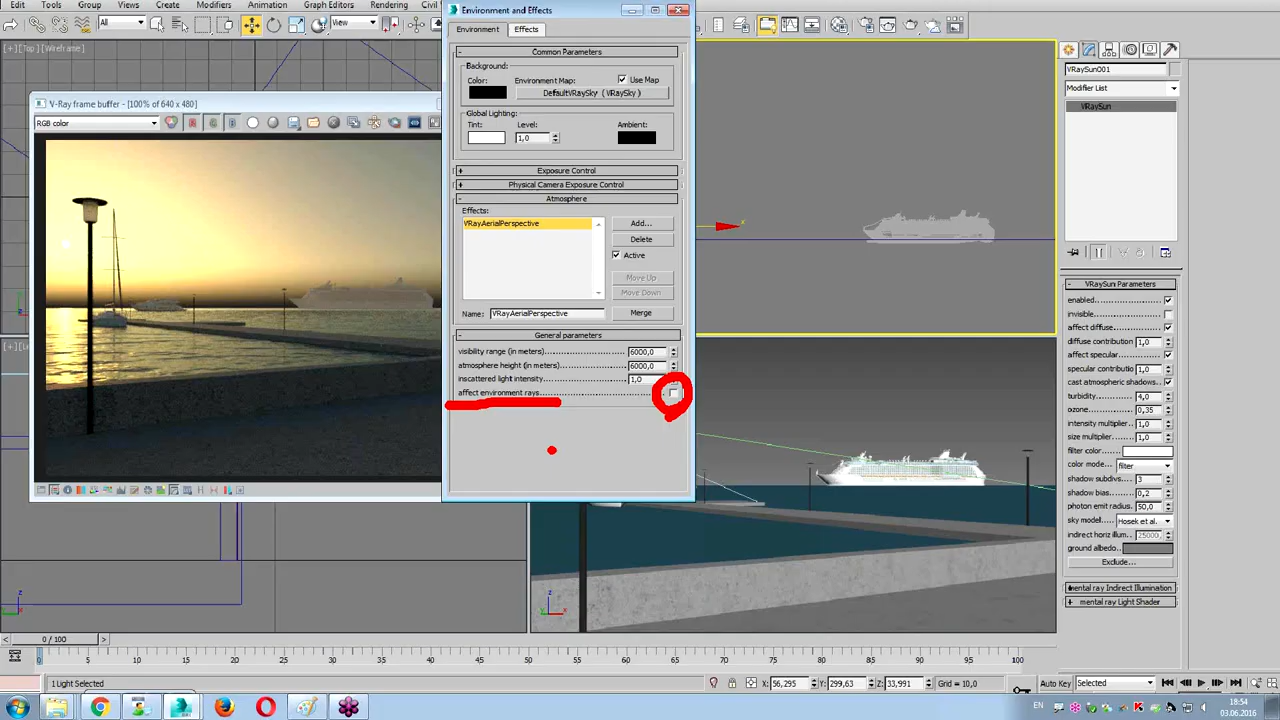 Edit Tools Group Views Create Modifiers Animation Graph Editors Rendering
Environment and Effects
All
View
[+][Top][Wireframe]
Environment Effects
Common Parameters
Background:
Color: Environment Map: Use Map
DefaultVRaySky ( VRaySky )
Global Lighting:
Tint: Level: Ambient:
1,0
Exposure Control
Physical Camera Exposure Control
Atmosphere
Effects:
VRayAerialPerspective
Add...
Delete
Active
Move Up
Move Down
Name: VRayAerialPerspective Merge
General parameters
visibility range (in meters) 6000,0
atmosphere height (in meters) 6000,0
inscattered light intensity 1,0
affect environment rays
V-Ray frame buffer - [100% of 640 x 480]
RGB color
VRaySun001
Modifier List
VRaySun
VRaySun Parameters
enabled
invisible
affect diffuse
diffuse contribution 1,0
affect specular
specular contributio 1,0
cast atmospheric shadows
turbidity 4,0
ozone 0,35
intensity multiplier 1,0
size multiplier 1,0
filter color
color mode filter
shadow subdivs 3
shadow bias 0,2
photon emit radius 50,0
sky model Hosek et al.
indirect horiz illum 25000,
ground albedo
Exclude...
mental ray Indirect Illumination
mental ray Light Shader
z
x
0 / 100
0 5 10 15 20 25 30 35 40 45 50 55 60 65 70 75 80 85 90 95 100
1 Light Selected X: 56,295 Y: 299,63 Z: 33,991 Grid = 10,0 Auto Key Selected
EN 18:54
03.06.2016